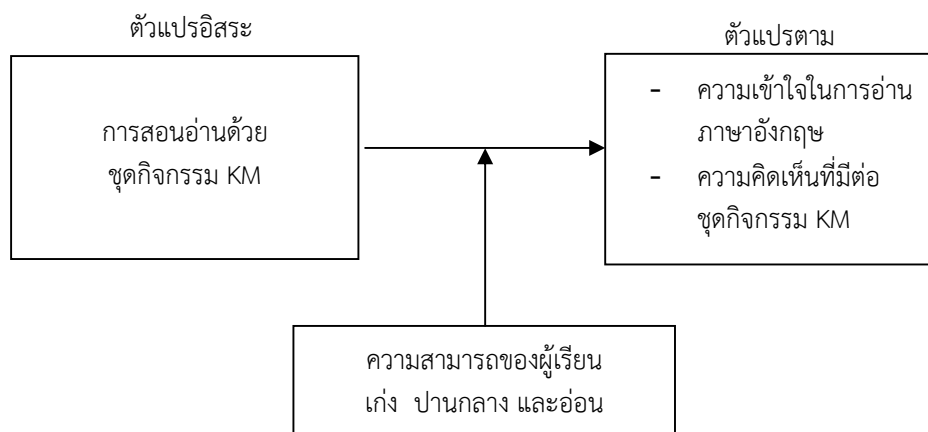 ตัวแปรอิสระ
การสอนอ่านด้วย
ชุดกิจกรรม KM
ตัวแปรตาม
- ความเข้าใจในการอ่าน
ภาษาอังกฤษ
- ความคิดเห็นที่มีต่อ
ชุดกิจกรรม KM
ความสามารถของผู้เรียน
เก่ง ปานกลาง และอ่อน